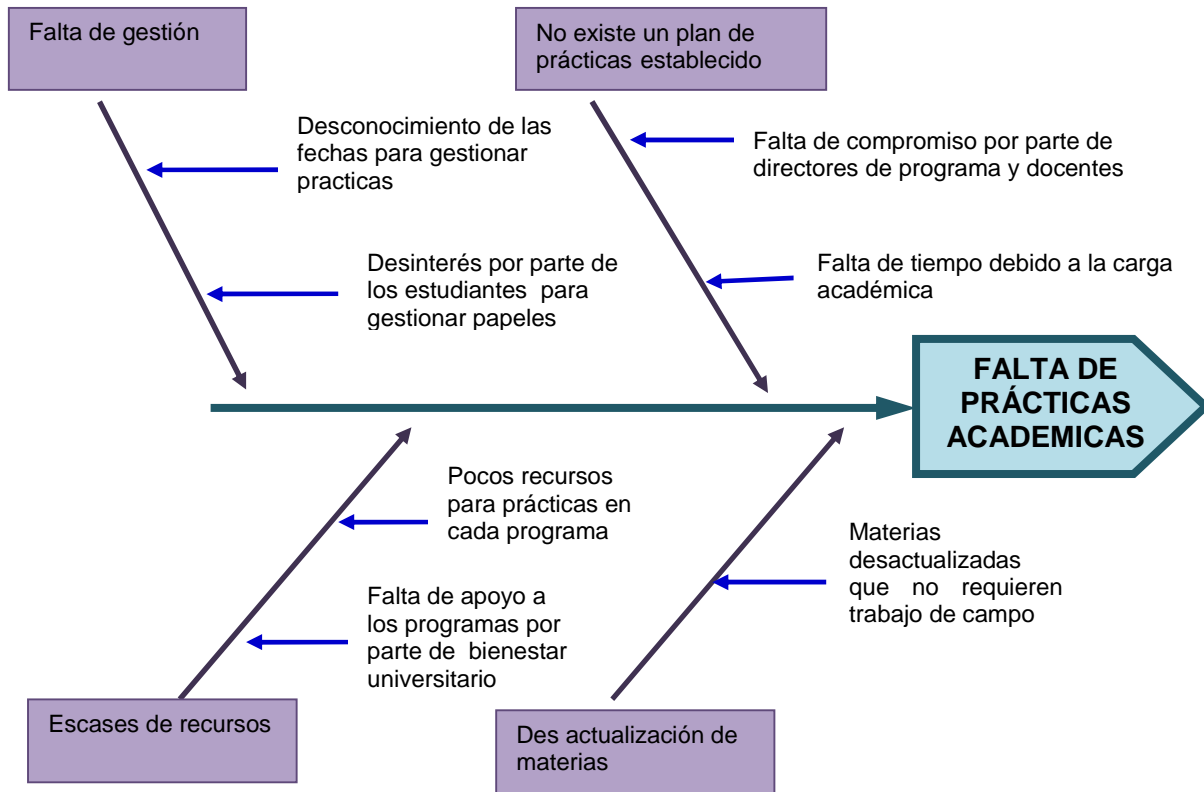 Falta de gestión
No existe un plan de
prácticas establecido
Desconocimiento de las
fechas para gestionar
practicas
Falta de compromiso por parte de
directores de programa y docentes
Desinterés por parte de
los estudiantes para
gestionar papeles
Falta de tiempo debido a la carga
académica
FALTA DE
PRÁCTICAS
ACADEMICAS
Pocos recursos
para prácticas en
cada programa
Materias
desactualizadas
que no requieren
trabajo de campo
Falta de apoyo a
los programas por
parte de bienestar
universitario
Escases de recursos
Des actualización de
materias